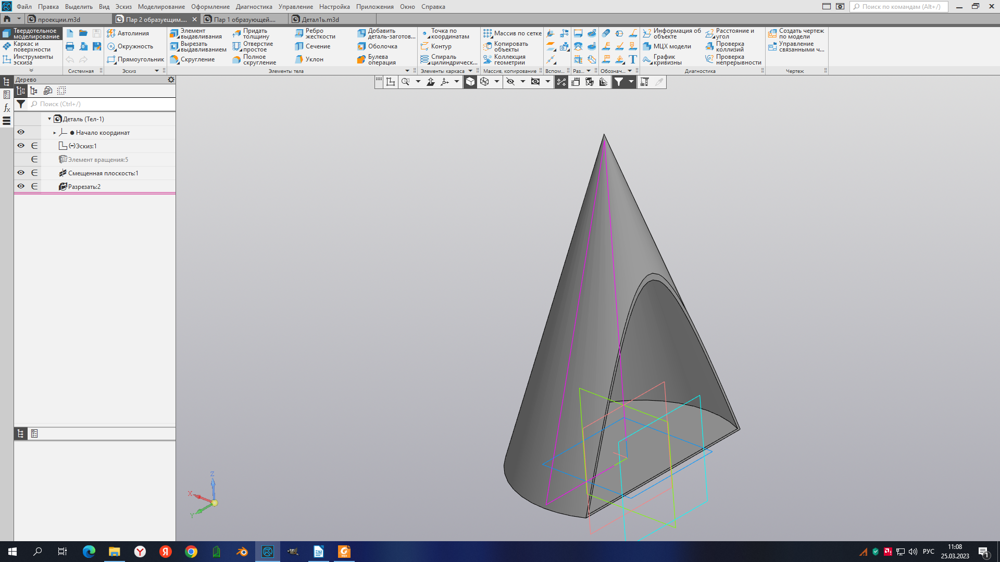 Файл Правка Выделить Вид Эскиз Моделирование Оформление Диагностика Управление Настройка Приложения Окно Справка
Поиск по командам (Alt+/)
проекции.m3d
Пар 2 образуещим....
Пар 1 образующей....
Детал1ь.m3d
Твердотельное моделирование
Каркас и поверхности
Инструменты эскиза
Системная
Автолиния
Окружность
Прямоугольник
Эскиз
Элемент выдавливания
Вырезать выдавливанием
Скругление
Придать толщину
Отверстие простое
Полное скругление
Ребро жесткости
Сечение
Уклон
Добавить деталь-заготов...
Оболочка
Булева операция
Элементы тела
Точка по координатам
Контур
Спираль цилиндрическ...
Элементы каркаса
Массив по сетке
Копировать объекты
Коллекция геометрии
Массив, копирование
Вспом...
Раз...
Обознач...
Информация об объекте
МЦХ модели
График кривизны
Расстояние и угол
Проверка коллизий
Проверка непрерывности
Диагностика
Создать чертеж по модели
Управление связанными ч...
Чертеж
Дерево
Поиск (Ctrl+/)
Деталь (Тел-1)
Начало координат
(−)Эскиз:1
Элемент вращения:5
Смещенная плоскость:1
Разрезать:2
Z
X
Y
РУС
11:08
25.03.2023
1